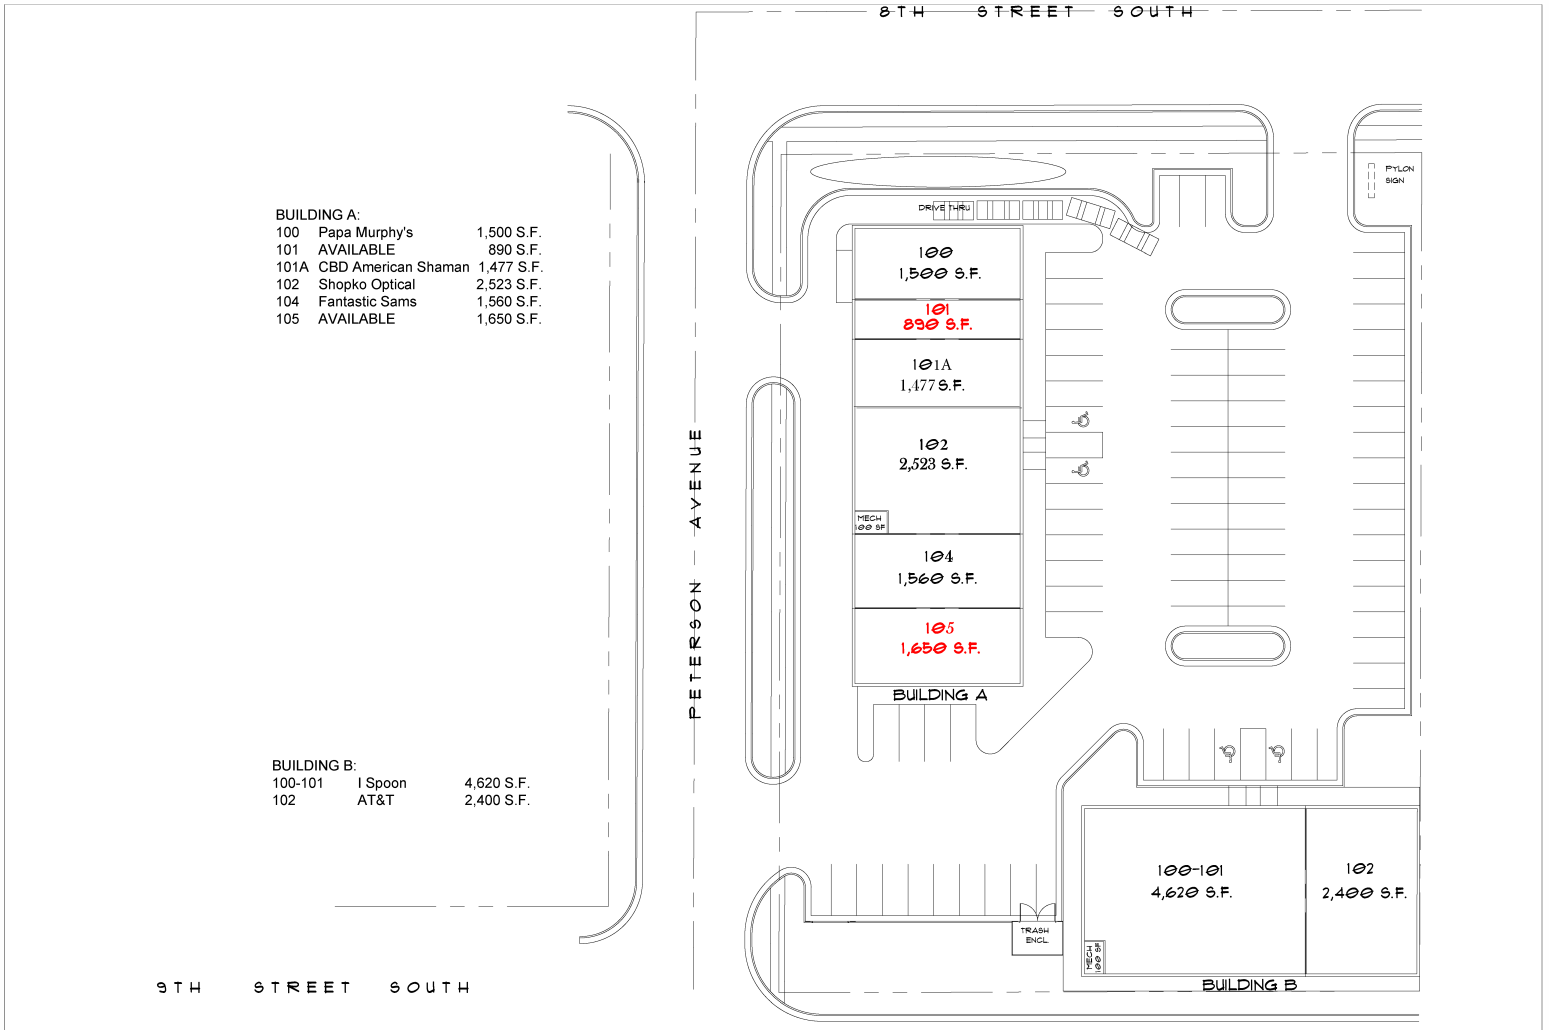 8TH STREET SOUTH
PYLON
SIGN
DRIVE THRU
BUILDING A:
100 Papa Murphy's 1,500 S.F.
101 AVAILABLE 890 S.F.
101A CBD American Shaman 1,477 S.F.
102 Shopko Optical 2,523 S.F.
104 Fantastic Sams 1,560 S.F.
105 AVAILABLE 1,650 S.F.
100
1,500 S.F.
101
890 S.F.
101A
1,477 S.F.
102
2,523 S.F.
MECH
100 SF
104
1,560 S.F.
105
1,650 S.F.
BUILDING A
PETERSON AVENUE
BUILDING B:
100-101 I Spoon 4,620 S.F.
102 AT&T 2,400 S.F.
100-101
4,620 S.F.
102
2,400 S.F.
TRASH
ENCL.
MECH
100 SF
BUILDING B
9TH STREET SOUTH